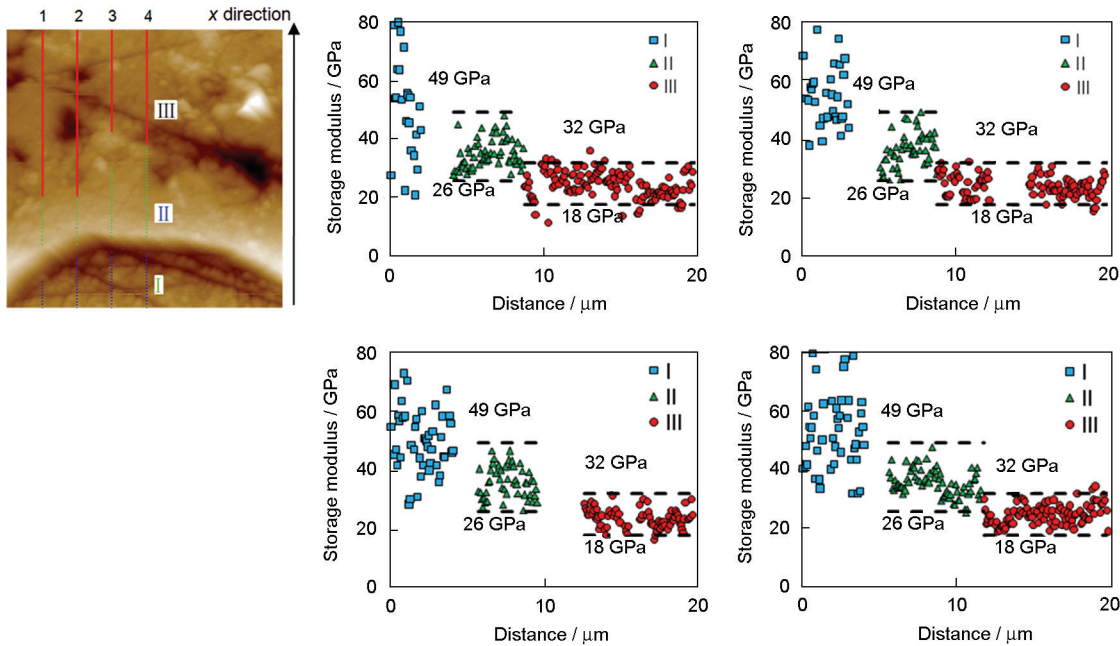 1 2 3 4 x direction
III
II
I
Storage modulus / GPa
80
60
40
20
0
49 GPa
32 GPa
26 GPa
18 GPa
I
II
III
0 10 20
Distance / μm
Storage modulus / GPa
80
60
40
20
0
49 GPa
32 GPa
26 GPa
18 GPa
I
II
III
0 10 20
Distance / μm
Storage modulus / GPa
80
60
40
20
0
49 GPa
32 GPa
26 GPa
18 GPa
I
II
III
0 10 20
Distance / μm
Storage modulus / GPa
80
60
40
20
0
49 GPa
32 GPa
26 GPa
18 GPa
I
II
III
0 10 20
Distance / μm